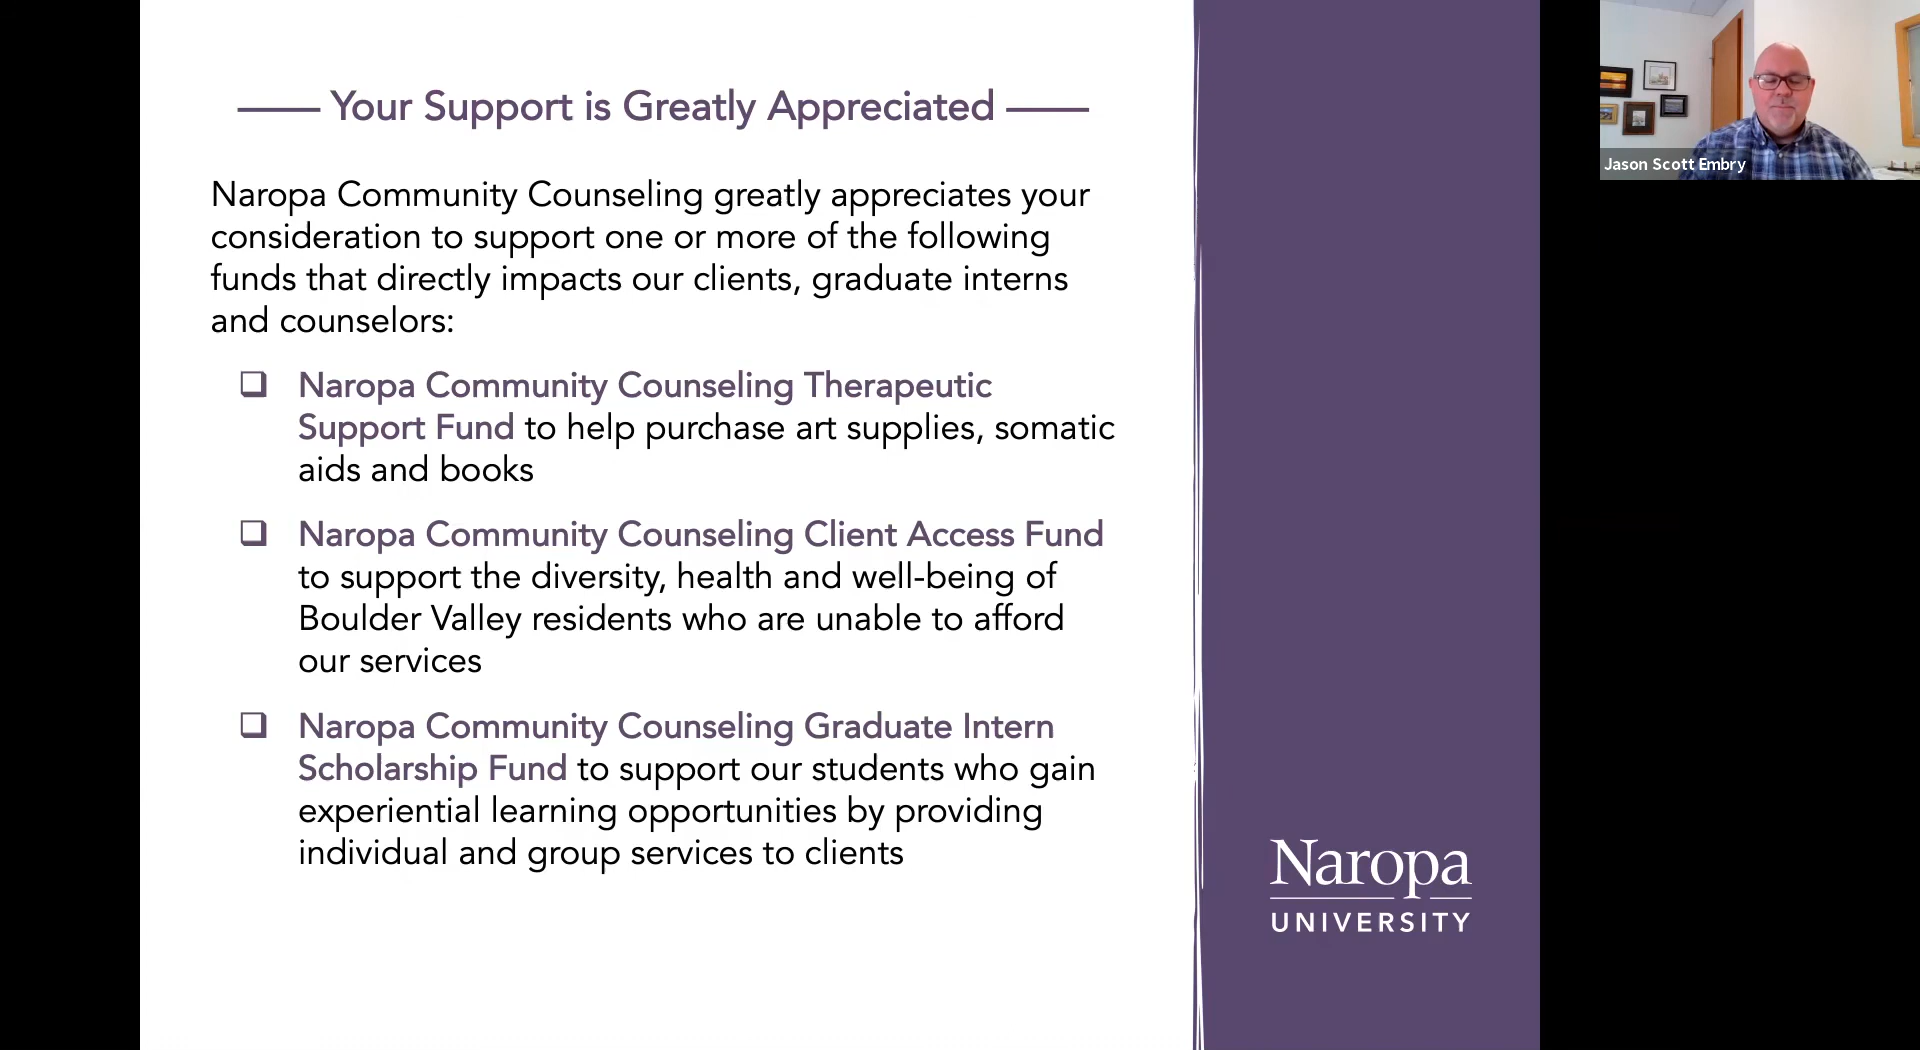 Your Support is Greatly Appreciated
Naropa Community Counseling greatly appreciates your
consideration to support one or more of the following
funds that directly impacts our clients, graduate interns
and counselors:
Naropa Community Counseling Therapeutic
Support Fund to help purchase art supplies, somatic
aids and books
Naropa Community Counseling Client Access Fund
to support the diversity, health and well-being of
Boulder Valley residents who are unable to afford
our services
Naropa Community Counseling Graduate Intern
Scholarship Fund to support our students who gain
experiential learning opportunities by providing
individual and group services to clients
Naropa
UNIVERSITY
Jason Scott Embry